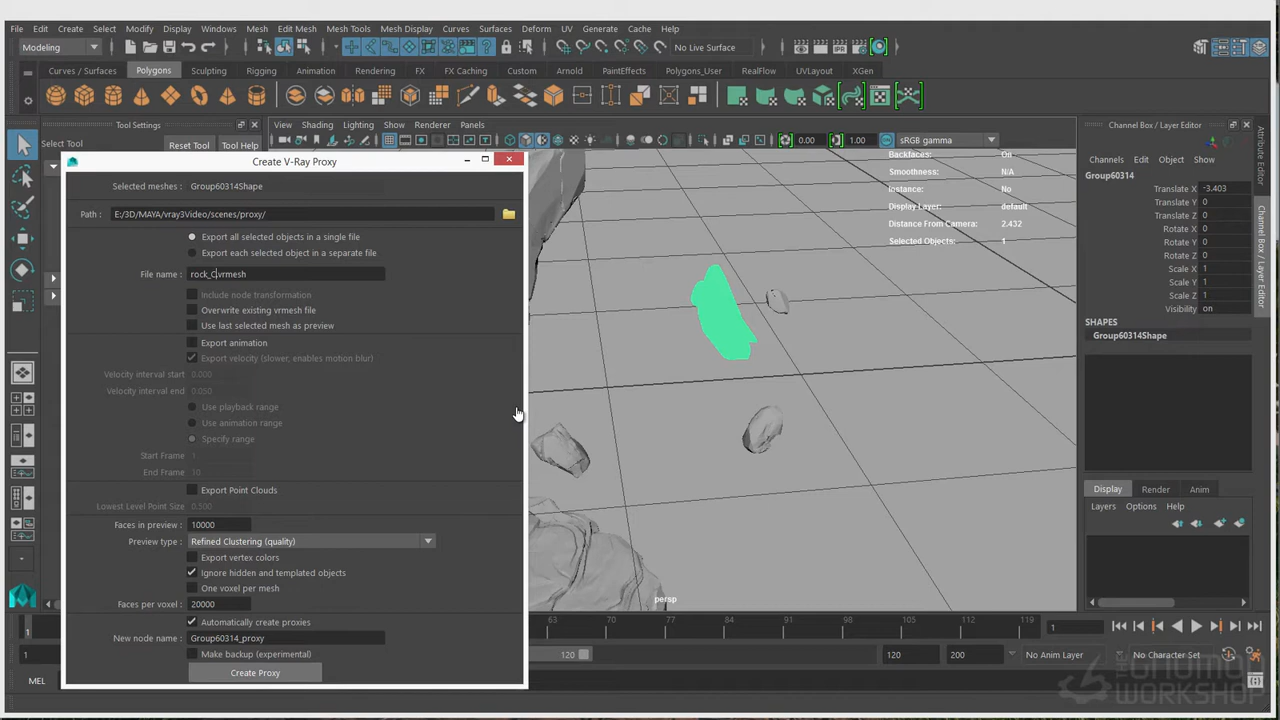 File Edit Create Select Modify Display Windows Mesh Edit Mesh Mesh Tools Mesh Display Curves Surfaces Deform UV Generate Cache Help
Modeling No Live Surface
Curves / Surfaces Polygons Sculpting Rigging Animation Rendering FX FX Caching Custom Arnold PaintEffects Polygons_User RealFlow UVLayout XGen
Tool Settings View Shading Lighting Show Renderer Panels Channel Box / Layer Editor
Select Tool Reset Tool Tool Help 0.00 1.00 sRGB gamma
Create V-Ray Proxy
Selected meshes : Group60314Shape
Path : E:/3D/MAYA/vray3Video/scenes/proxy/
Export all selected objects in a single file
Export each selected object in a separate file
File name : rock_C.vrmesh
Include node transformation
Overwrite existing vrmesh file
Use last selected mesh as preview
Export animation
Export velocity (slower, enables motion blur)
Velocity interval start 0.000
Velocity interval end 0.050
Use playback range
Use animation range
Specify range
Start Frame 1
End Frame 10
Export Point Clouds
Lowest Level Point Size 0.500
Faces in preview : 10000
Preview type : Refined Clustering (quality)
Export vertex colors
Ignore hidden and templated objects
One voxel per mesh
Faces per voxel : 20000
Automatically create proxies
New node name : Group60314_proxy
Make backup (experimental)
Create Proxy
Backfaces: On
Smoothness: N/A
Instance: No
Display Layer: default
Distance From Camera: 2.432
Selected Objects: 1
persp
Channels Edit Object Show
Group60314
Translate X -3.403
Translate Y 0
Translate Z 0
Rotate X 0
Rotate Y 0
Rotate Z 0
Scale X 1
Scale Y 1
Scale Z 1
Visibility on
SHAPES
Group60314Shape
Display Render Anim
Layers Options Help
Attribute Editor
Channel Box / Layer Editor
1 63 70 77 84 91 98 105 112 119 1
1 120 120 200 No Anim Layer No Character Set
MEL
THE GNOMON WORKSHOP